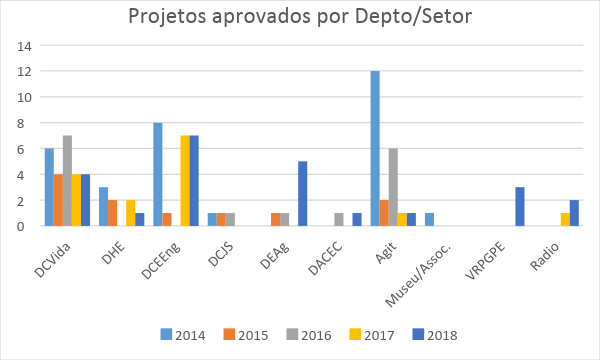 Projetos aprovados por Depto/Setor
14
12
10
8
6
4
2
0
DCVida
DHE
DCEEng
DCJS
DEAg
DACEC
Agit
Museu/Assoc.
VRPGPE
Radio
2014 2015 2016 2017 2018